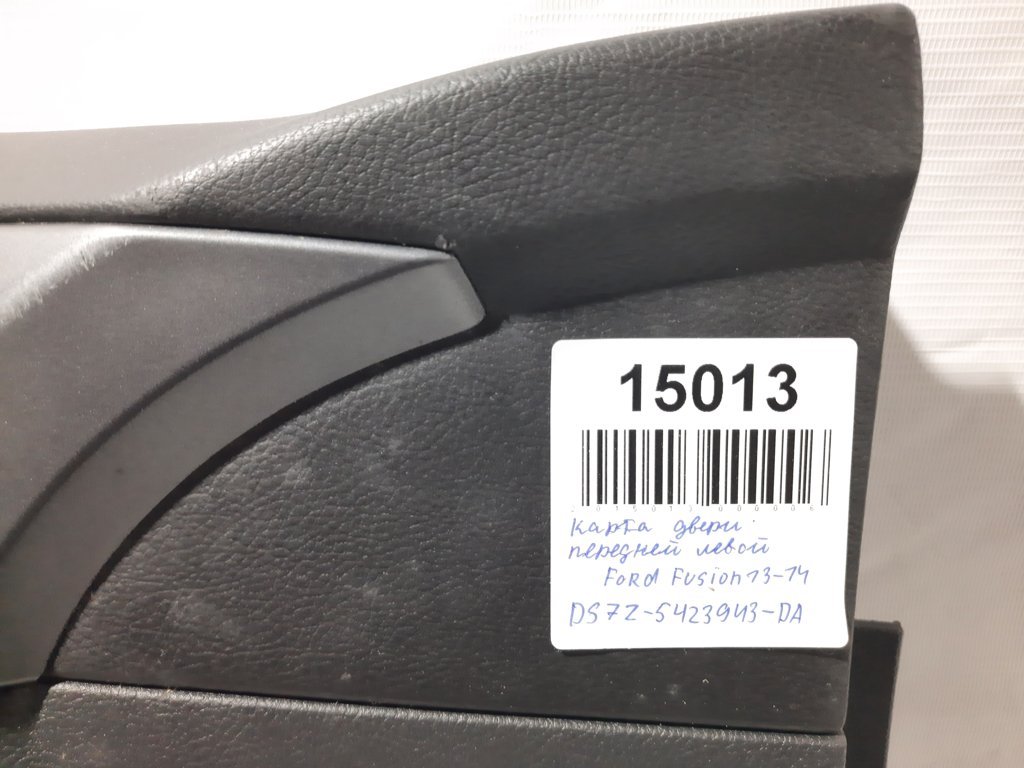 15013
карта двери
передней левой
Ford Fusion 13-14
DS7Z-5423943-DA